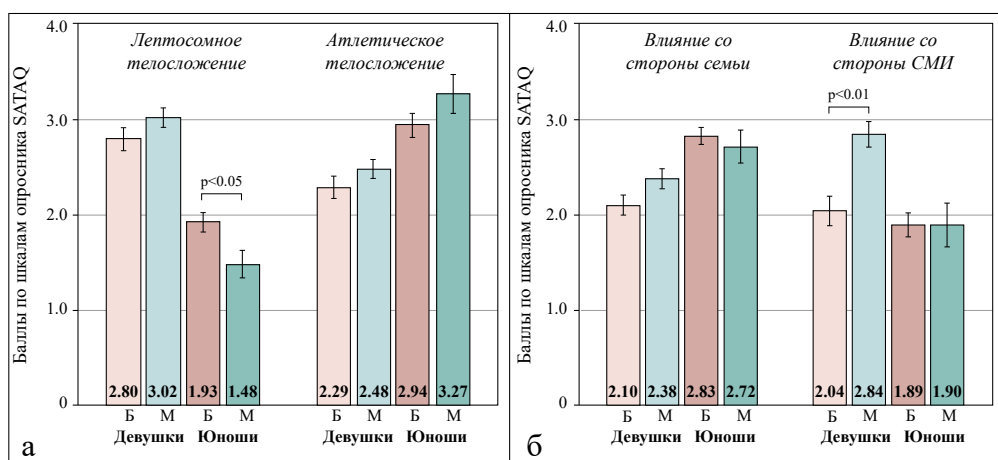 Баллы по шкалам опросника SATAQ
4.0
3.0
2.0
1.0
0
Лептосомное
телосложение
Атлетическое
телосложение
p<0.05
2.80 3.02 1.93 1.48 2.29 2.48 2.94 3.27
Б М Б М Б М Б М
Девушки Юноши Девушки Юноши
а
Баллы по шкалам опросника SATAQ
4.0
3.0
2.0
1.0
0
Влияние со
стороны семьи
Влияние со
стороны СМИ
p<0.01
2.10 2.38 2.83 2.72 2.04 2.84 1.89 1.90
Б М Б М Б М Б М
Девушки Юноши Девушки Юноши
б